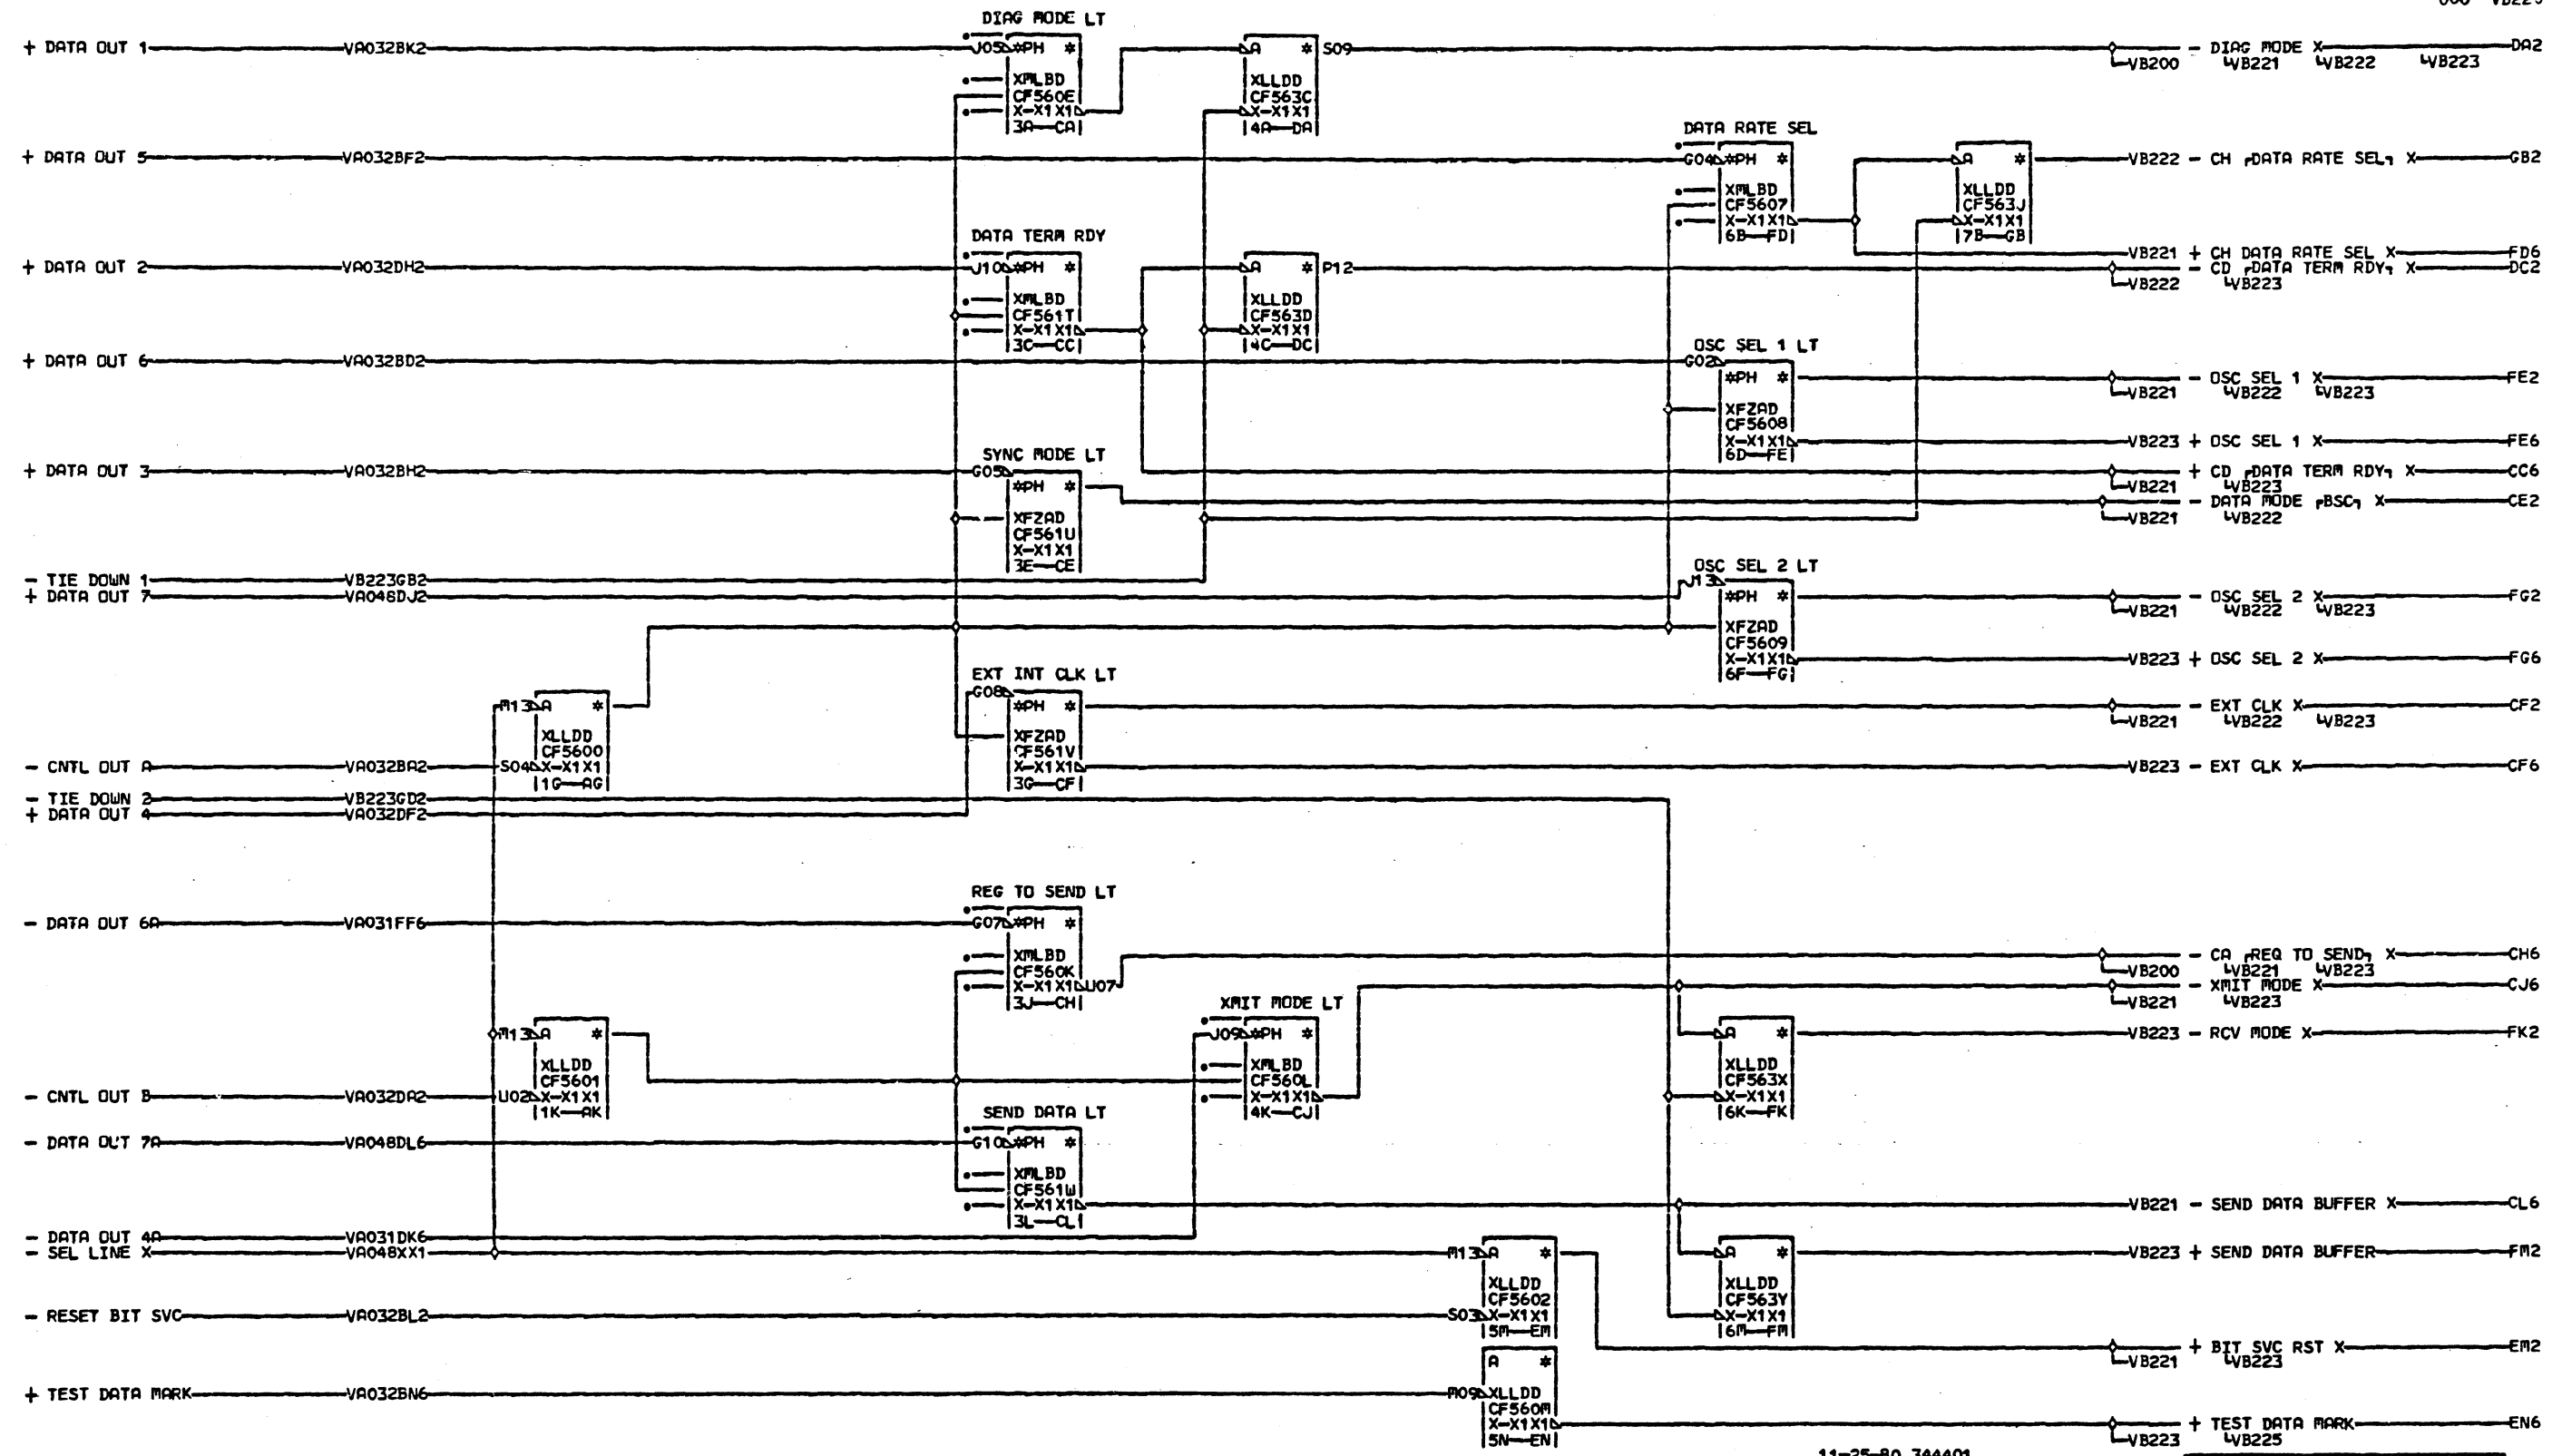 DIAG MODE LT
+ DATA OUT 1 VA032BK2 J05 *PH * A * S09 - DIAG MODE X DA2
VB200 VB221 VB222 VB223
XMLBD XLLDD
CF560E CF563C
X-X1X1 X-X1X1
3A CA 4A DA
DATA RATE SEL
+ DATA OUT 5 VA032BF2 G04 *PH * A * VB222 - CH DATA RATE SEL X GB2
XMLBD XLLDD
CF5607 CF563J
X-X1X1 X-X1X1
6B FD 7B GB
DATA TERM RDY
VB221 + CH DATA RATE SEL X FD6
+ DATA OUT 2 VA032DH2 J10 *PH * A * P12 - CD DATA TERM RDY X DC2
VB222 VB223
XMLBD XLLDD
CF561T CF563D
X-X1X1 X-X1X1
3C CC 4C DC
OSC SEL 1 LT
+ DATA OUT 6 VA032BD2 G02
*PH * - OSC SEL 1 X FE2
VB221 VB222 VB223
XFZAD
CF5608
X-X1X1 VB223 + OSC SEL 1 X FE6
6D FE
SYNC MODE LT
+ DATA OUT 3 VA032BH2 G05 + CD DATA TERM RDY X CC6
VB221 VB223
*PH * - DATA MODE BSC X CE2
VB221 VB222
XFZAD
CF561U
X-X1X1
3E CE
OSC SEL 2 LT
- TIE DOWN 1 VB223GB2
+ DATA OUT 7 VA048DJ2 J13 *PH * - OSC SEL 2 X FG2
VB221 VB222 VB223
XFZAD
CF5609
X-X1X1 VB223 + OSC SEL 2 X FG6
6F FG
EXT INT CLK LT
G08
M13 A * *PH * - EXT CLK X CF2
VB221 VB222 VB223
XLLDD XFZAD
CF5600 CF561V
- CNTL OUT A VA032BA2 S04 X-X1X1 X-X1X1 VB223 - EXT CLK X CF6
1G AG 3G CF
- TIE DOWN 2 VB223GD2
+ DATA OUT 4 VA032DF2
REG TO SEND LT
- DATA OUT 6A VA031FF6 G07 *PH *
XMLBD - CA REQ TO SEND X CH6
CF560K VB200 VB221 VB223
X-X1X1 U07 - XMIT MODE X CJ6
3J CH VB221 VB223
XMIT MODE LT
M13 A * J09 *PH * A * VB223 - RCV MODE X FK2
XLLDD XMLBD XLLDD
CF5601 CF560L CF563X
- CNTL OUT B VA032DA2 U02 X-X1X1 X-X1X1 X-X1X1
1K AK 4K CJ 6K FK
SEND DATA LT
- DATA OUT 7A VA048DL6 G10 *PH *
XMLBD
CF561W
X-X1X1 VB221 - SEND DATA BUFFER X CL6
3L CL
- DATA OUT 4A VA031DK6
- SEL LINE X VA048XX1 M13 A * A * VB223 + SEND DATA BUFFER FM2
XLLDD XLLDD
CF5602 CF563Y
- RESET BIT SVC VA032BL2 S03 X-X1X1 X-X1X1
5M EM 6M FM
+ BIT SVC RST X EM2
VB221 VB223
A *
+ TEST DATA MARK VA032BN6 M09 XLLDD
CF560M
X-X1X1 + TEST DATA MARK EN6
5N EN VB223 VB225